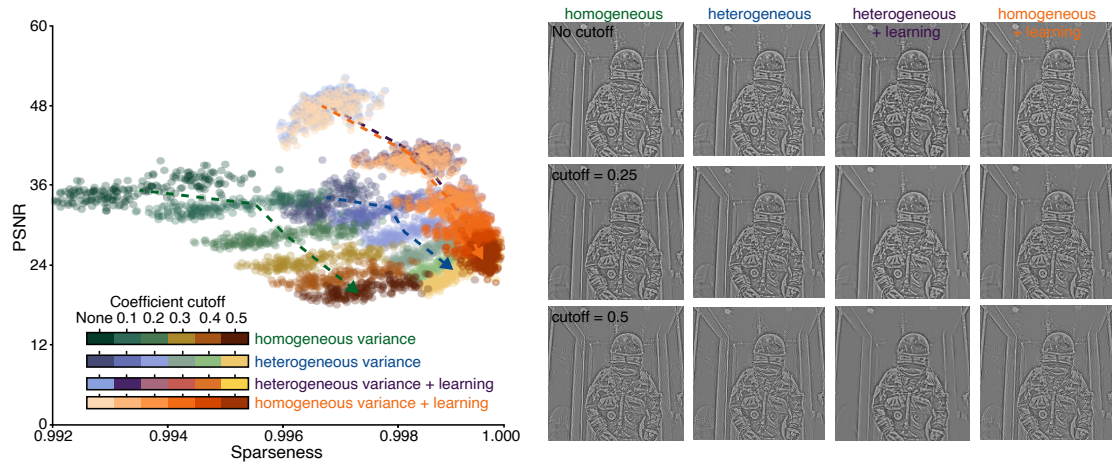 60
48
36
24
12
0
PSNR
0.992
0.994
0.996
0.998
1.000
Sparseness
Coefficient cutoff
None 0.1 0.2 0.3 0.4 0.5
homogeneous variance
heterogeneous variance
heterogeneous variance + learning
homogeneous variance + learning
homogeneous
heterogeneous
heterogeneous
+ learning
homogeneous
+ learning
No cutoff
cutoff = 0.25
cutoff = 0.5